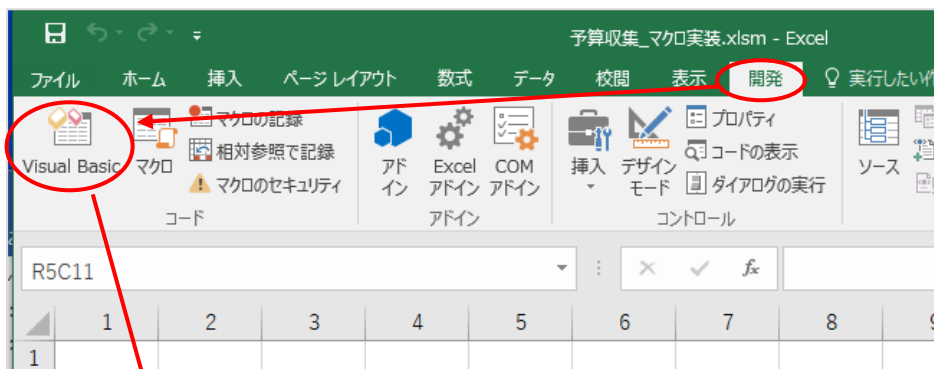 予算収集_マクロ実装.xlsm - Excel
ファイル ホーム 挿入 ページ レイアウト 数式 データ 校閲 表示 開発 実行したい
Visual Basic マクロ マクロの記録 相対参照で記録 マクロのセキュリティ
アド
イン
Excel
アドイン
COM
アドイン
挿入 デザイン
モード
プロパティ
コードの表示
ダイアログの実行
ソース
コード アドイン コントロール
R5C11 fx
1 2 3 4 5 6 7 8
1